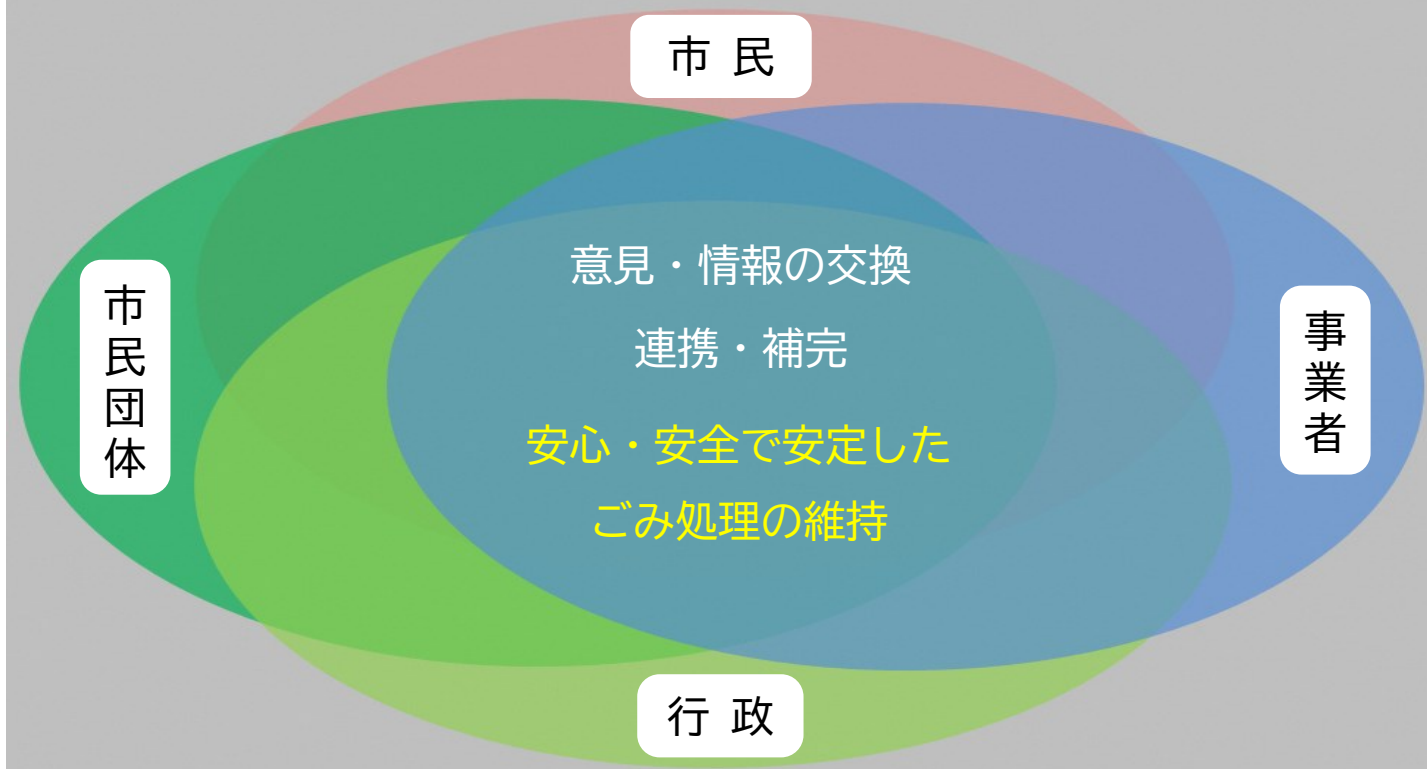 市 民
市民団体
事業者
意見・情報の交換
連携・補完
安心・安全で安定した
ごみ処理の維持
行 政